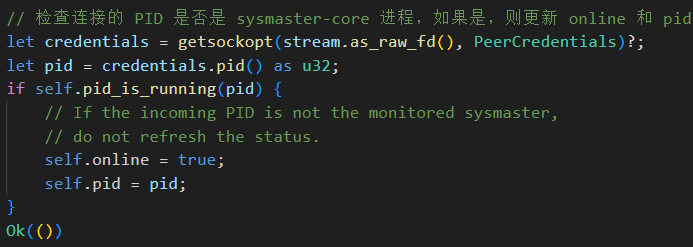 // 检查连接的 PID 是否是 sysmaster-core 进程，如果是，则更新 online 和 pid
let credentials = getsockopt(stream.as_raw_fd(), PeerCredentials)?;
let pid = credentials.pid() as u32;
if self.pid_is_running(pid) {
    // If the incoming PID is not the monitored sysmaster,
    // do not refresh the status.
    self.online = true;
    self.pid = pid;
}
Ok(())